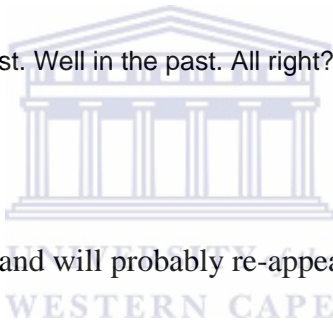 st. Well in the past. All right?
and will probably re-appea
UNIVERSITY of the
WESTERN CAPE